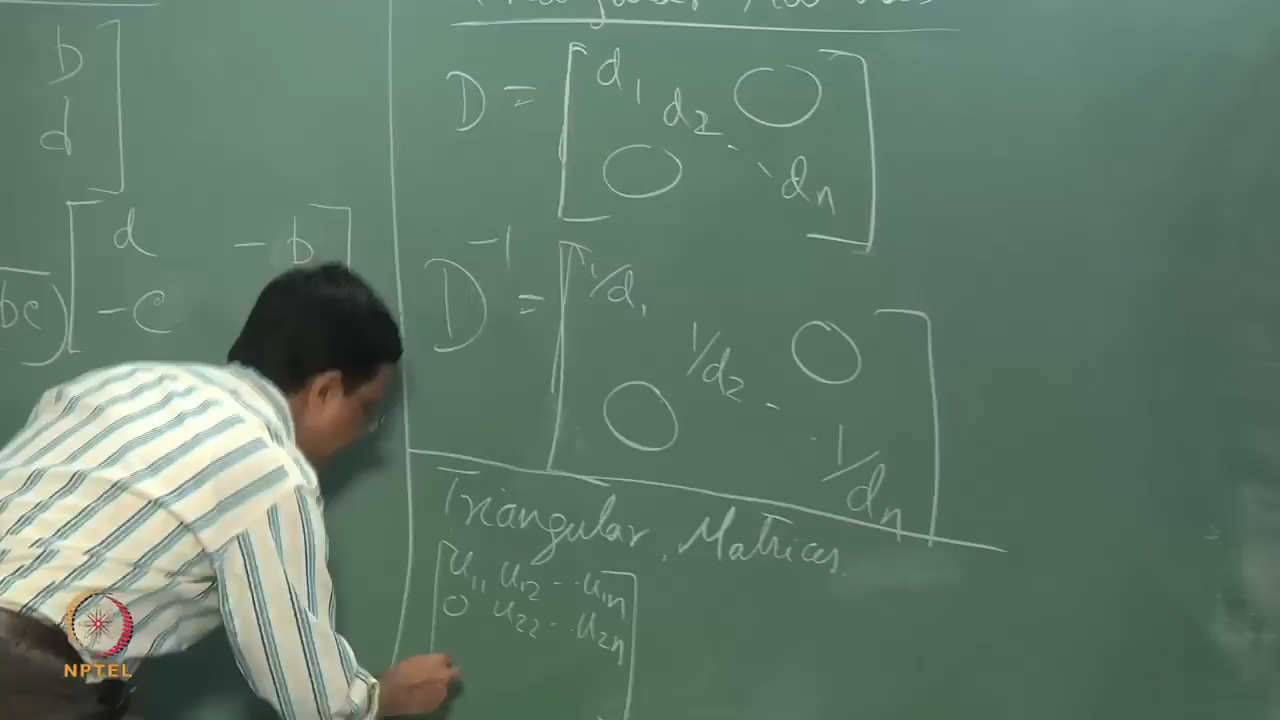 b
d
d -b
bc) -c
D = d1 d2 ... dn
D^-1 = 1/d1 1/d2 ... 1/dn
Triangular Matrices
u11 u12 ... u1n
0 u22 ... u2n
NPTEL